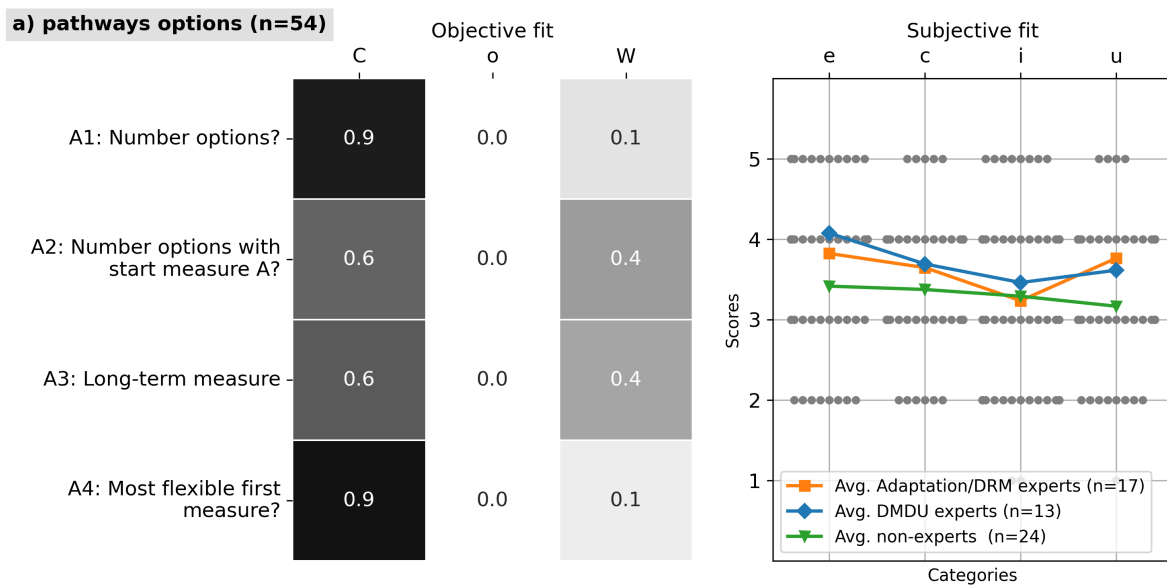 a) pathways options (n=54)
Objective fit
C o W
A1: Number options?
0.9 0.0 0.1
A2: Number options with
start measure A?
0.6 0.0 0.4
A3: Long-term measure
0.6 0.0 0.4
A4: Most flexible first
measure?
0.9 0.0 0.1
Subjective fit
e c i u
5
4
3
2
1
Scores
Avg. Adaptation/DRM experts (n=17)
Avg. DMDU experts (n=13)
Avg. non-experts (n=24)
Categories